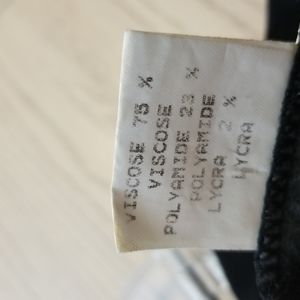 VISCOSE 75 %
VISCOSE
POLYAMIDE 23 %
POLYAMIDE
LYCRA 2 %
LYCRA